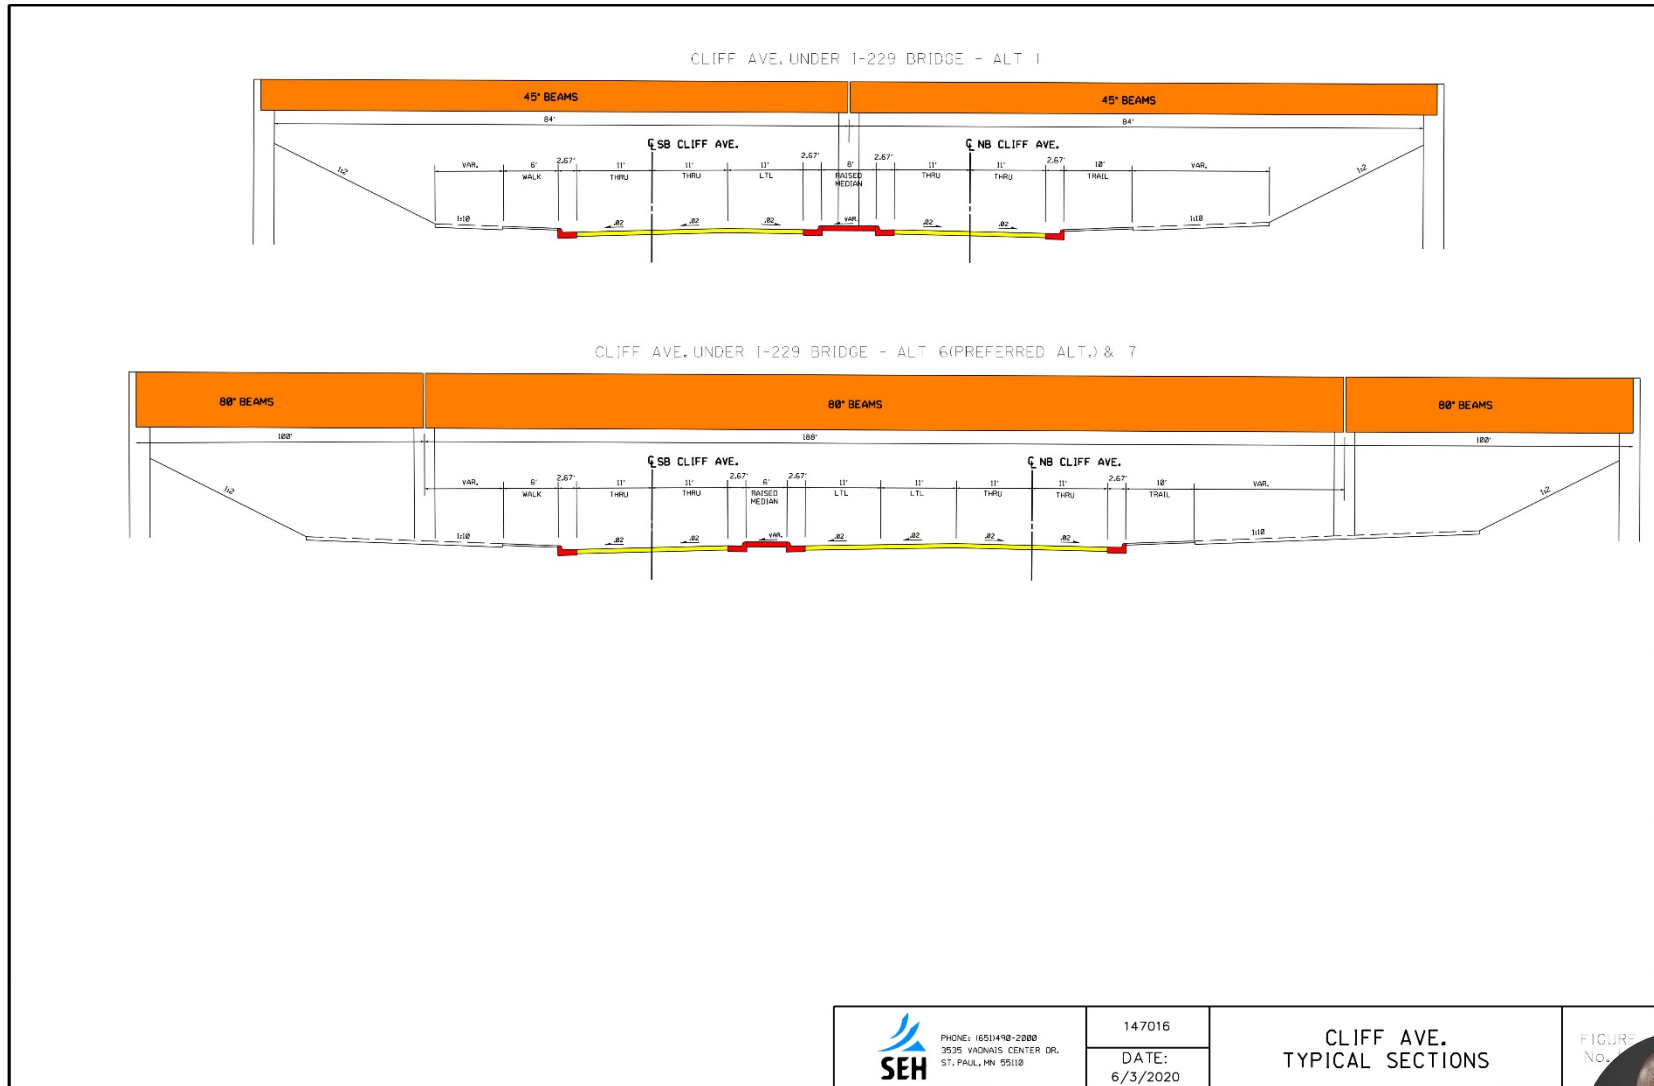 CLIFF AVE. UNDER I-229 BRIDGE - ALT 1
45" BEAMS 45" BEAMS
84' 84'
℄ SB CLIFF AVE. ℄ NB CLIFF AVE.
VAR. 6' 2.67' 11' 11' 11' 2.67' 8' 2.67' 11' 11' 2.67' 10' VAR.
WALK THRU THRU LTL RAISED MEDIAN THRU THRU TRAIL
1:2 1:2
1:10 .02 .02 .02 VAR. .02 .02 1:10
CLIFF AVE. UNDER I-229 BRIDGE - ALT 6(PREFERRED ALT.) & 7
80" BEAMS 80" BEAMS 80" BEAMS
100' 188' 100'
℄ SB CLIFF AVE. ℄ NB CLIFF AVE.
VAR. 6' 2.67' 11' 11' 2.67' 6' 2.67' 11' 11' 11' 11' 2.67' 10' VAR.
WALK THRU THRU RAISED MEDIAN LTL LTL THRU THRU TRAIL
1:2 1:2
1:10 .02 .02 VAR. .02 .02 .02 .02 1:10
SEH
PHONE: (651)490-2000
3535 VADNAIS CENTER DR.
ST. PAUL, MN 55110
147016
DATE:
6/3/2020
CLIFF AVE.
TYPICAL SECTIONS
FIGURE
No.